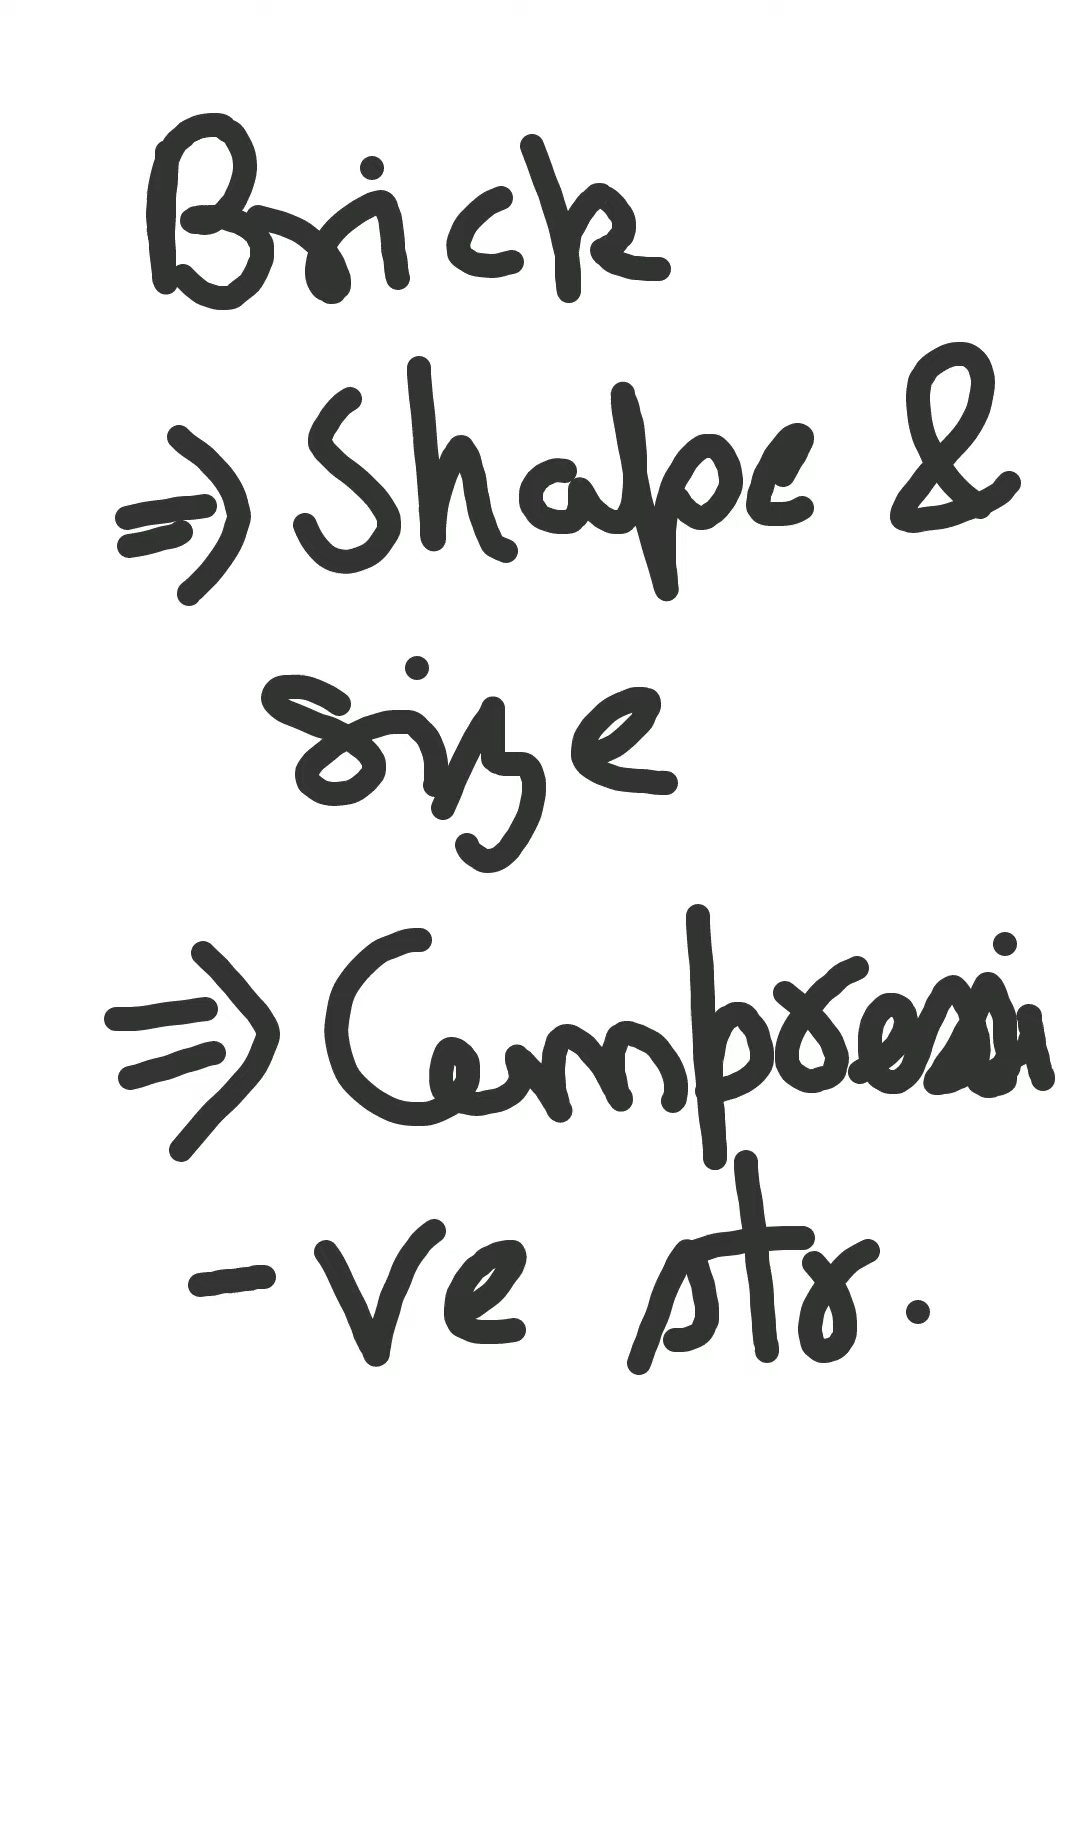 Brick
⇒ Shape &
size
⇒ Compressi
-ve str.